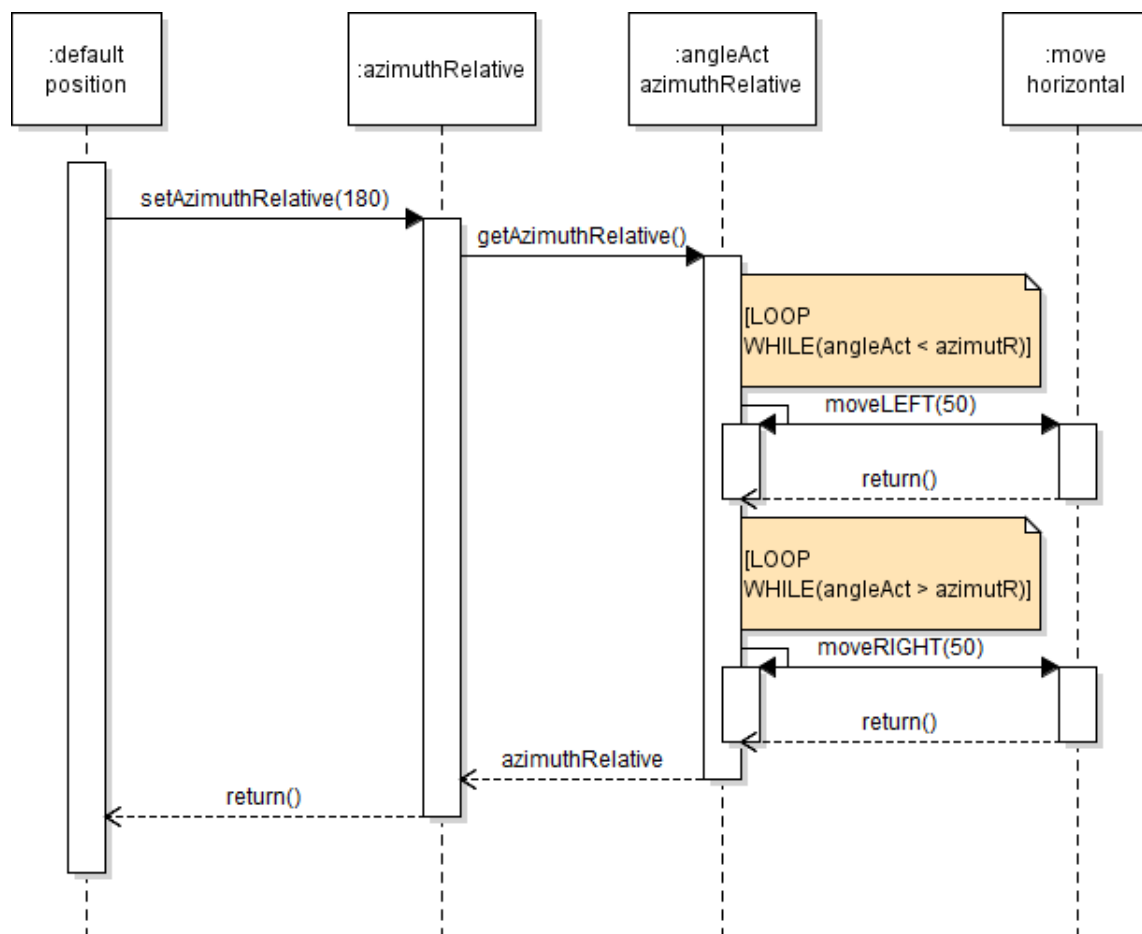 :default
position
:azimuthRelative
:angleAct
azimuthRelative
:move
horizontal
setAzimuthRelative(180)
getAzimuthRelative()
[LOOP
WHILE(angleAct < azimutR)]
moveLEFT(50)
return()
[LOOP
WHILE(angleAct > azimutR)]
moveRIGHT(50)
return()
azimuthRelative
return()